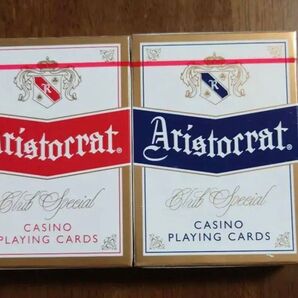 Aristocrat®
Club Special
CASINO
PLAYING CARDS
Aristocrat®
Club Special
CASINO
PLAYING CARDS